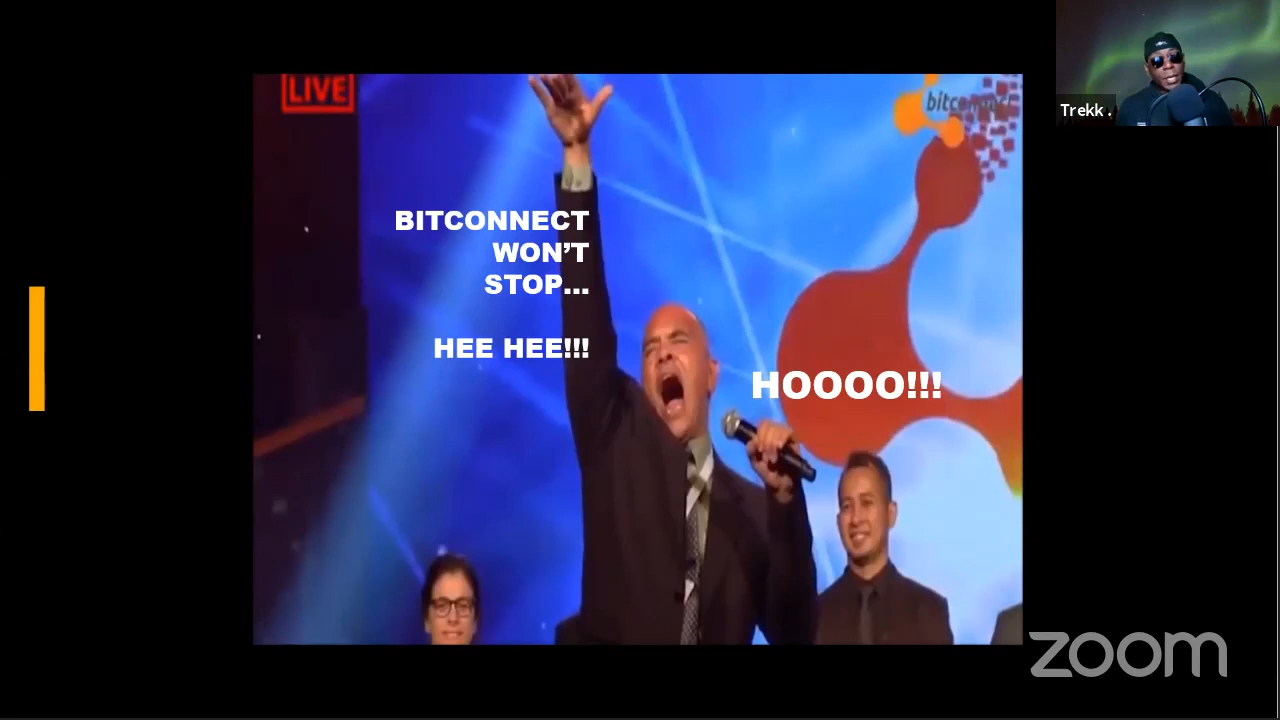 LIVE
bitconnect
Trekk .
BITCONNECT
WON’T
STOP...
HEE HEE!!!
HOOOO!!!
zoom